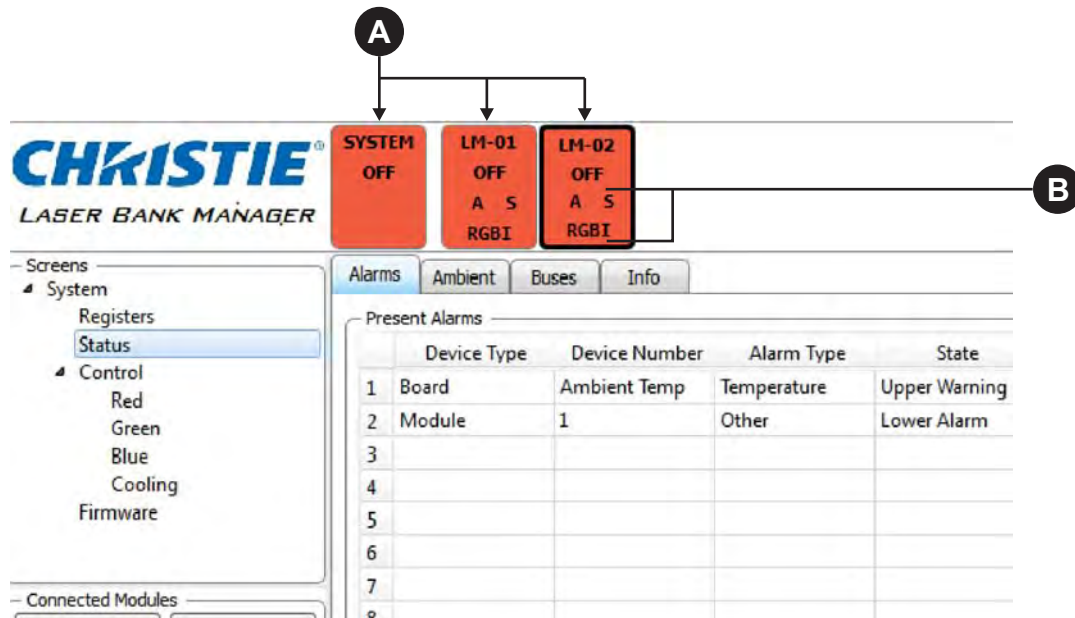 A
CHRISTIE®
LASER BANK MANAGER
SYSTEM
OFF
LM-01
OFF
A S
RGBI
LM-02
OFF
A S
RGBI
B
Screens
System
Registers
Status
Control
Red
Green
Blue
Cooling
Firmware
Connected Modules
Alarms Ambient Buses Info
Present Alarms
Device Type Device Number Alarm Type State
1 Board Ambient Temp Temperature Upper Warning
2 Module 1 Other Lower Alarm
3
4
5
6
7